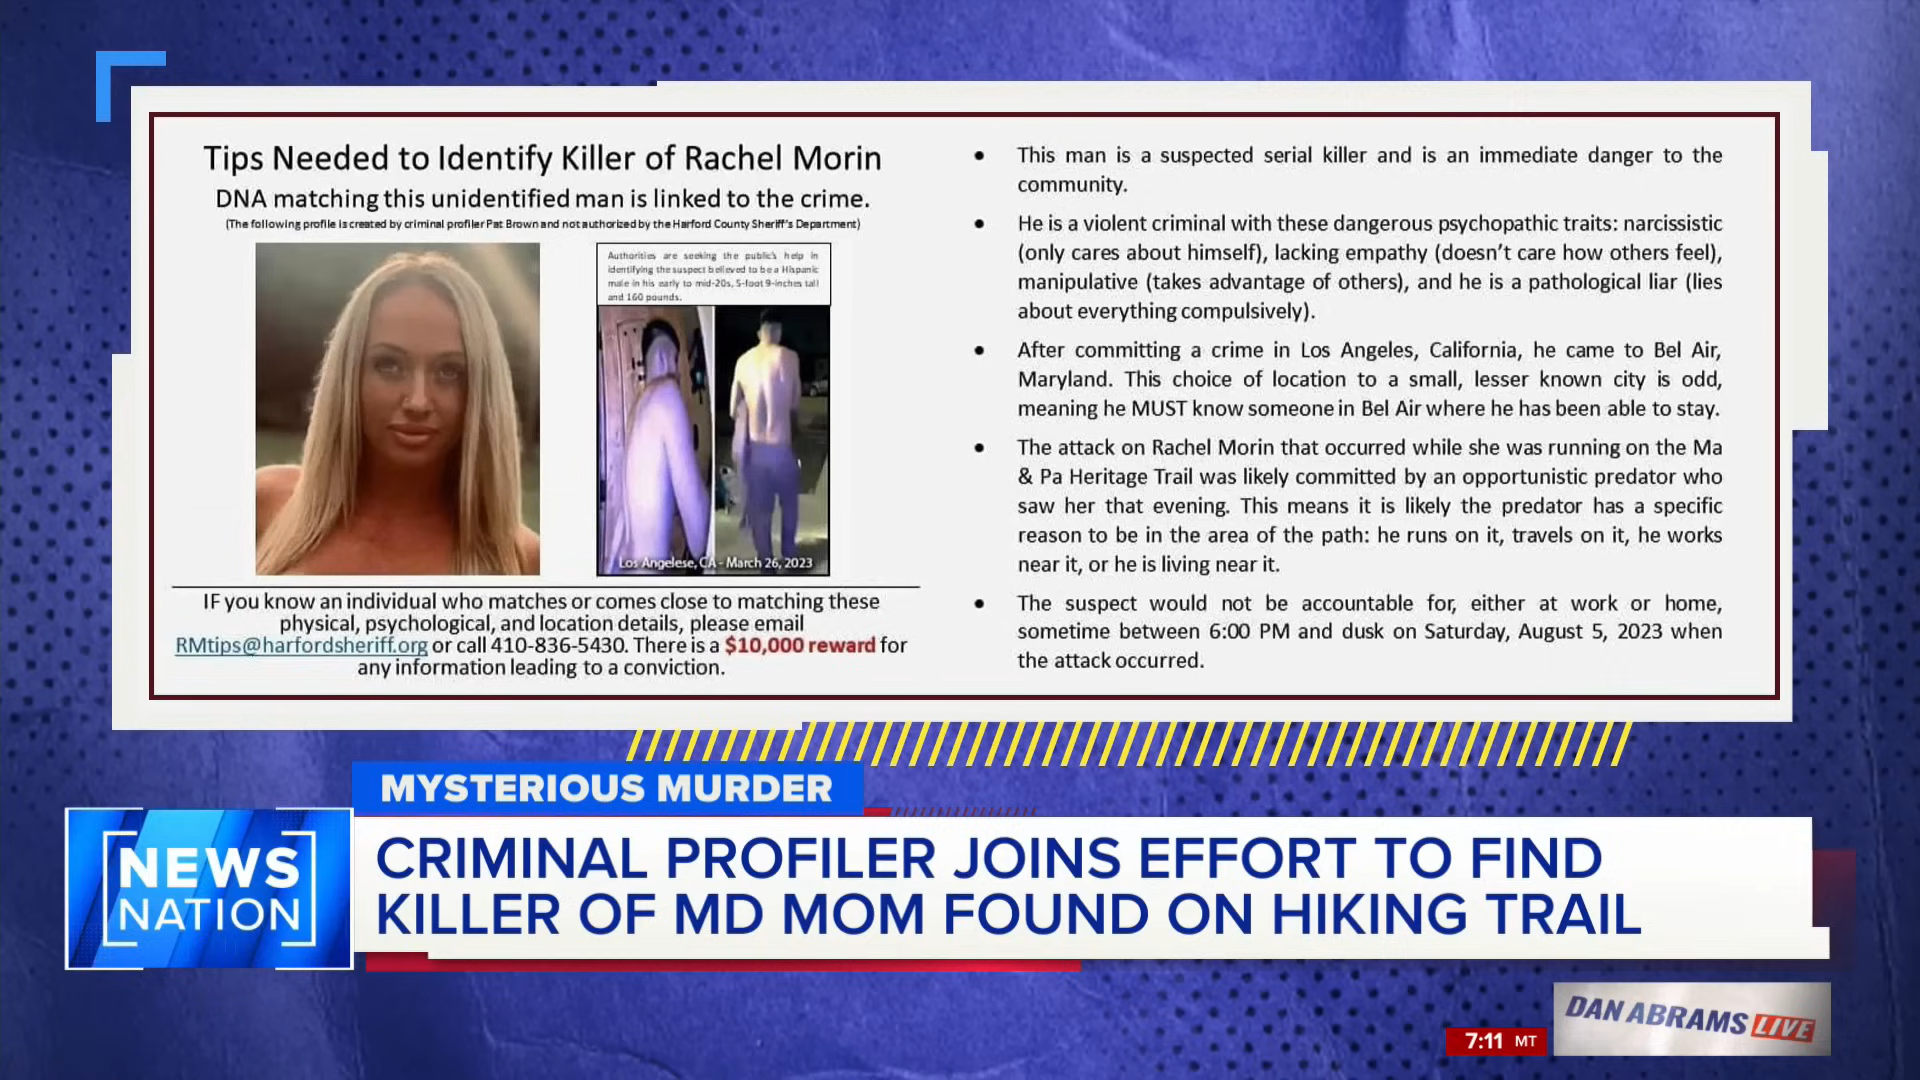 Tips Needed to Identify Killer of Rachel Morin
DNA matching this unidentified man is linked to the crime.
(The following profile is created by criminal profiler Pat Brown and not authorized by the Harford County Sheriff's Department)
Authorities are seeking the public's help in
identifying the suspect believed to be a Hispanic
male in his early to mid-20s, 5-foot 9-inches tall
and 160 pounds.
Los Angelese, CA - March 26, 2023
IF you know an individual who matches or comes close to matching these
physical, psychological, and location details, please email
RMtips@harfordsheriff.org or call 410-836-5430. There is a $10,000 reward for
any information leading to a conviction.
• This man is a suspected serial killer and is an immediate danger to the
community.
• He is a violent criminal with these dangerous psychopathic traits: narcissistic
(only cares about himself), lacking empathy (doesn't care how others feel),
manipulative (takes advantage of others), and he is a pathological liar (lies
about everything compulsively).
• After committing a crime in Los Angeles, California, he came to Bel Air,
Maryland. This choice of location to a small, lesser known city is odd,
meaning he MUST know someone in Bel Air where he has been able to stay.
• The attack on Rachel Morin that occurred while she was running on the Ma
& Pa Heritage Trail was likely committed by an opportunistic predator who
saw her that evening. This means it is likely the predator has a specific
reason to be in the area of the path: he runs on it, travels on it, he works
near it, or he is living near it.
• The suspect would not be accountable for, either at work or home,
sometime between 6:00 PM and dusk on Saturday, August 5, 2023 when
the attack occurred.
MYSTERIOUS MURDER
NEWS
NATION
CRIMINAL PROFILER JOINS EFFORT TO FIND
KILLER OF MD MOM FOUND ON HIKING TRAIL
7:11 MT
DAN ABRAMS LIVE